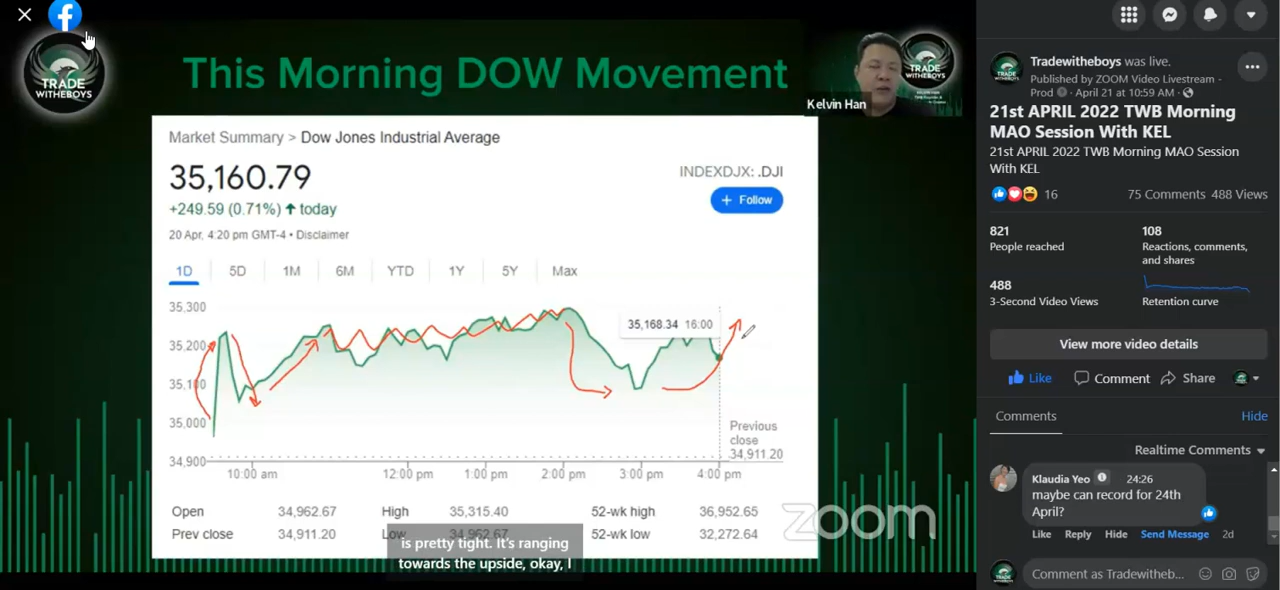 TRADE
WITHEBOYS
This Morning DOW Movement
TRADE
WITHEBOYS
Kelvin Han
Market Summary > Dow Jones Industrial Average
35,160.79
INDEXDJX: .DJI
+249.59 (0.71%) ↑ today
+ Follow
20 Apr, 4:20 pm GMT-4 • Disclaimer
1D 5D 1M 6M YTD 1Y 5Y Max
35,300
35,200
35,100
35,000
34,900
35,168.34 16:00
Previous
close
34,911.20
10:00 am 12:00 pm 1:00 pm 2:00 pm 3:00 pm 4:00 pm
Open 34,962.67 High 35,315.40 52-wk high 36,952.65
Prev close 34,911.20 Low 34,962.67 52-wk low 32,272.64
is pretty tight. It's ranging
towards the upside, okay, I
zoom
Tradewitheboys was live.
Published by ZOOM Video Livestream -
Prod · April 21 at 10:59 AM ·
21st APRIL 2022 TWB Morning
MAO Session With KEL
21st APRIL 2022 TWB Morning MAO Session
With KEL
16 75 Comments 488 Views
821
People reached
108
Reactions, comments,
and shares
488
3-Second Video Views
Retention curve
View more video details
Like Comment Share
Comments Hide
Realtime Comments
Klaudia Yeo 24:26
maybe can record for 24th
April?
Like Reply Hide Send Message 2d
Comment as Tradewitheb...